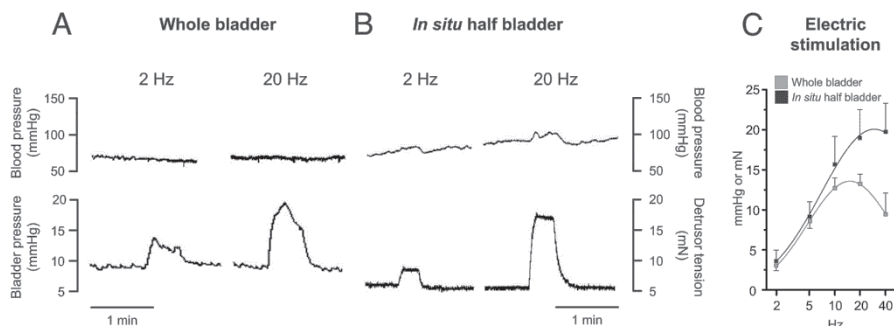 A
Whole bladder
B
In situ half bladder
C
Electric
stimulation
2 Hz
20 Hz
2 Hz
20 Hz
Blood pressure
(mmHg)
150
100
50
150
100
50
Blood pressure
(mmHg)
Bladder pressure
(mmHg)
20
15
10
5
20
15
10
5
Detrusor tension
(mN)
1 min
1 min
Whole bladder
In situ half bladder
mmHg or mN
25
20
15
10
5
0
2
5
10
20
40
Hz